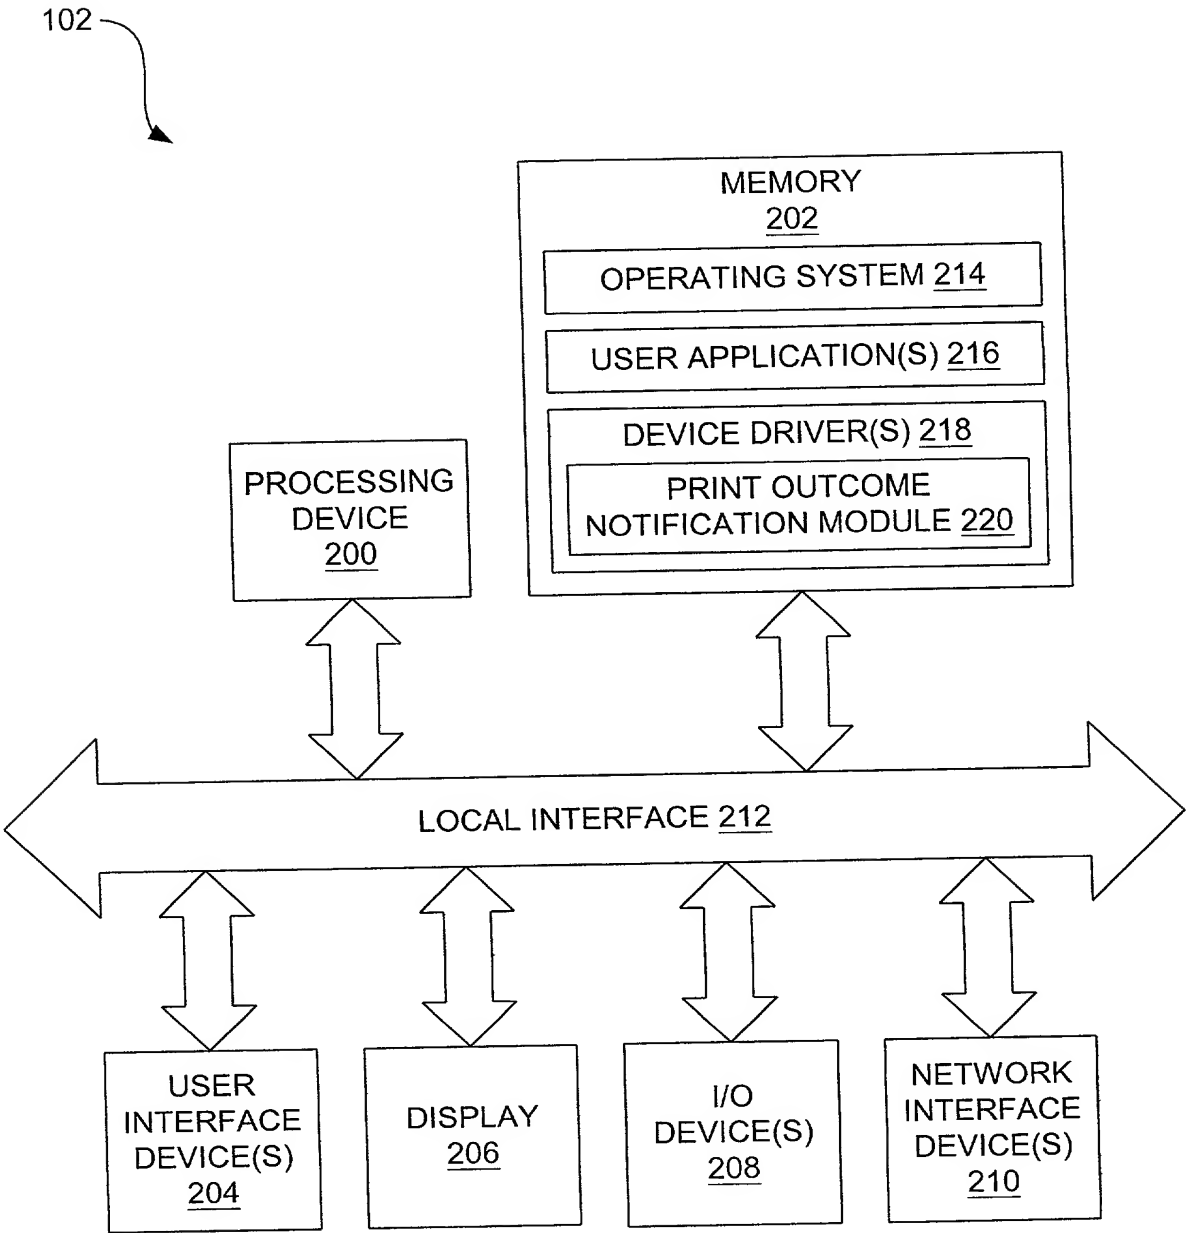 102
MEMORY
202
OPERATING SYSTEM 214
USER APPLICATION(S) 216
DEVICE DRIVER(S) 218
PRINT OUTCOME
NOTIFICATION MODULE 220
PROCESSING
DEVICE
200
LOCAL INTERFACE 212
USER
INTERFACE
DEVICE(S)
204
DISPLAY
206
I/O
DEVICE(S)
208
NETWORK
INTERFACE
DEVICE(S)
210